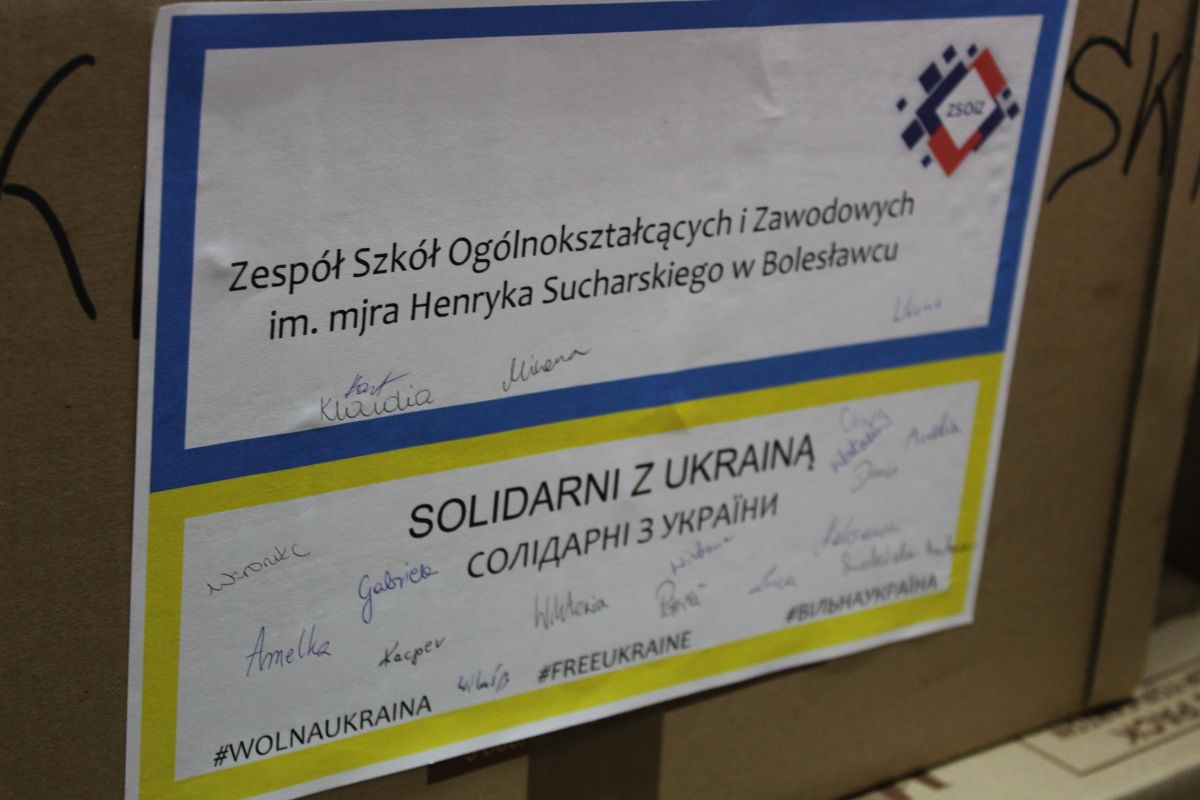 ZSOiZ
SK
Zespół Szkół Ogólnokształcących i Zawodowych
im. mjra Henryka Sucharskiego w Bolesławcu
Klaudia
Milena
SOLIDARNI Z UKRAINĄ
СОЛІДАРНІ З УКРАЇНИ
Amelia
Gabriela
Wiktoria
Amelka
Kacper
#WOLNAUKRAINA
#FREEUKRAINE
#ВІЛЬНАУКРАЇНА